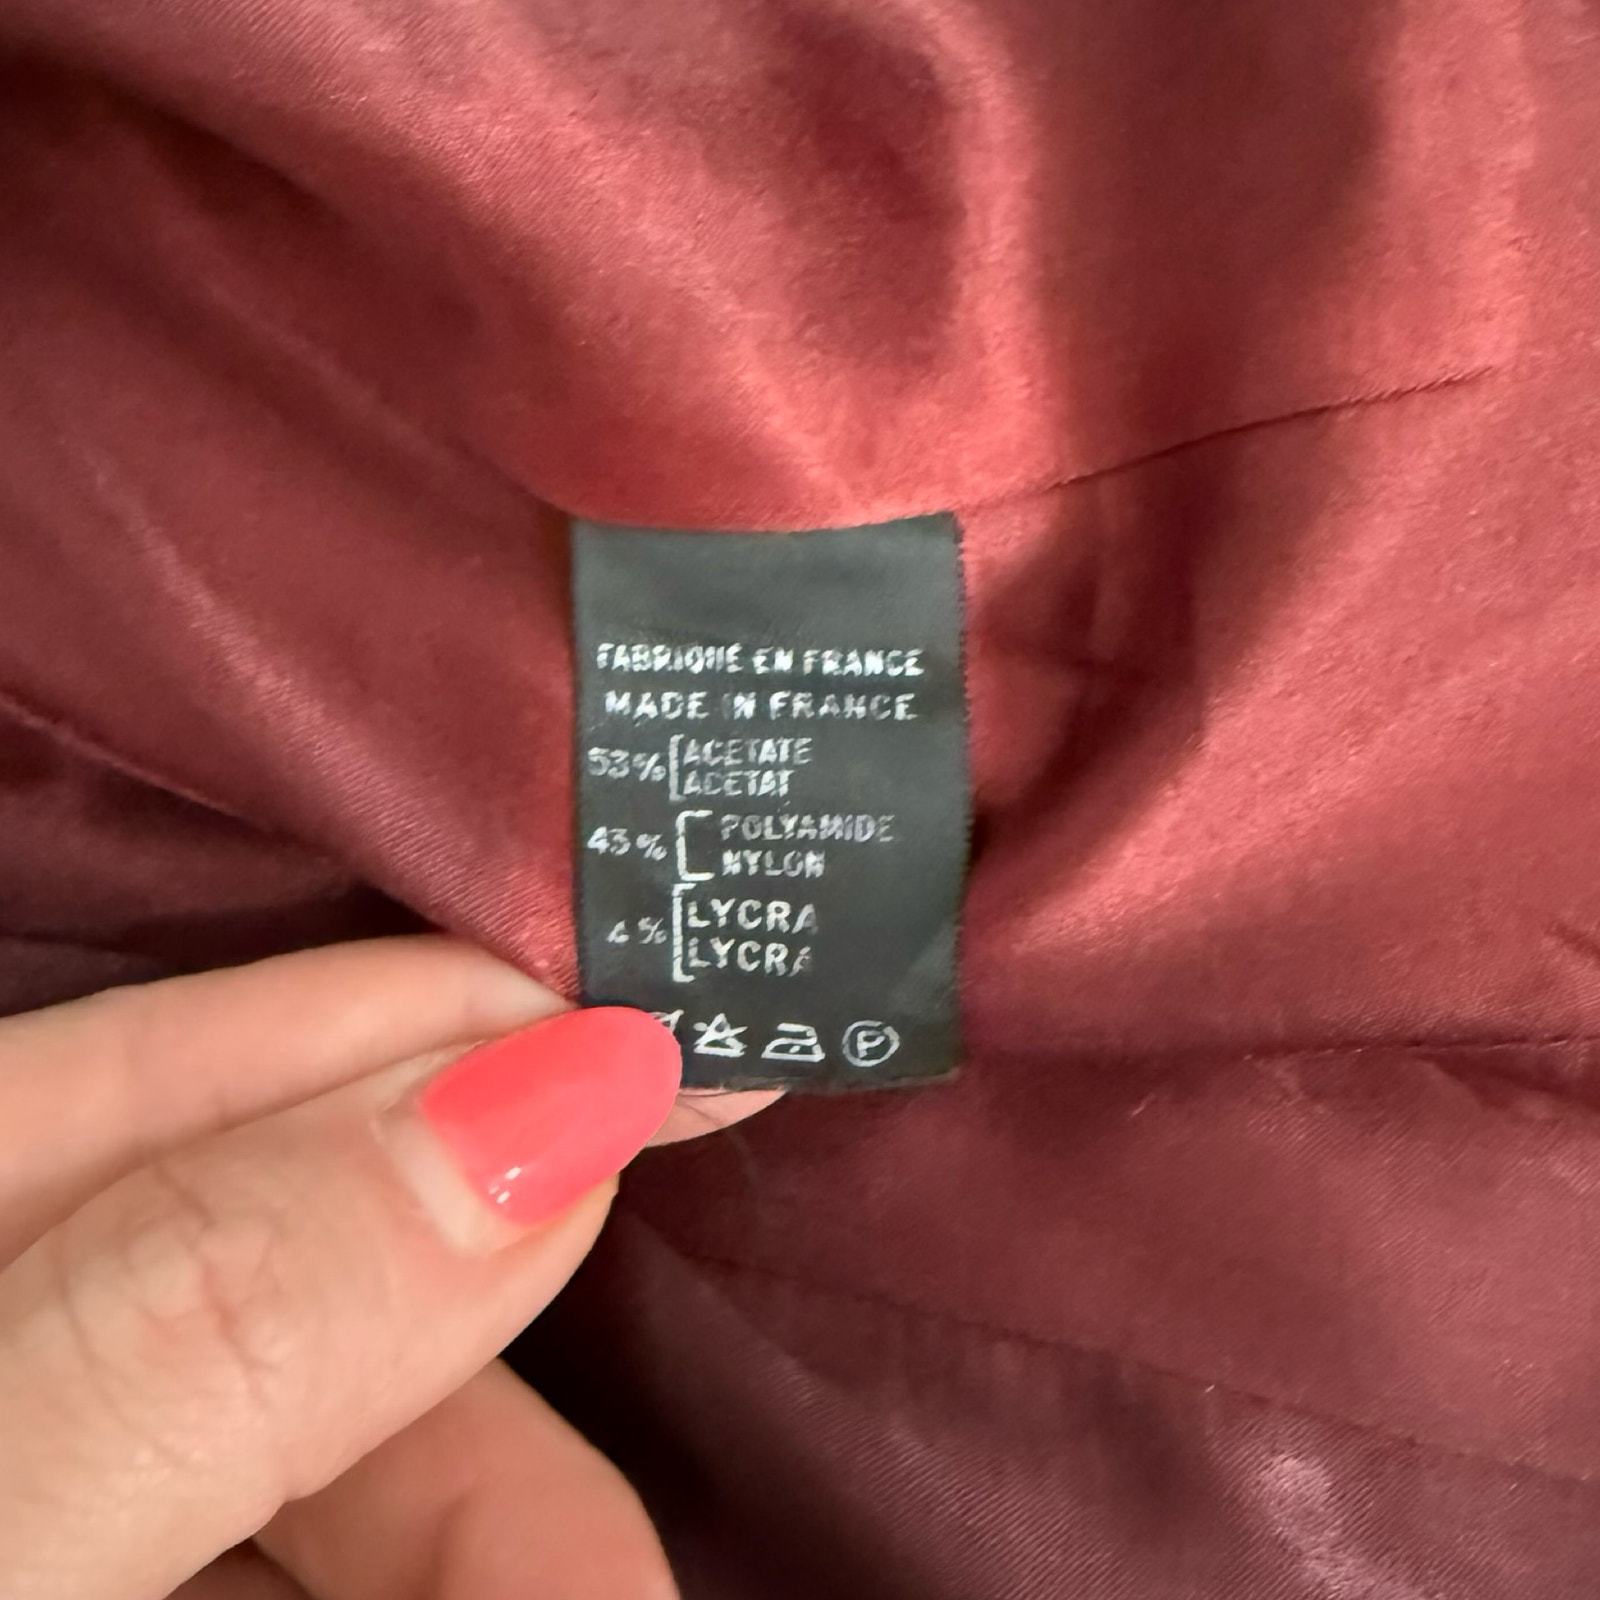 FABRIQUE EN FRANCE
MADE IN FRANCE
53% ACETATE
ACETAT
43% POLYAMIDE
NYLON
4% LYCRA
LYCRA
P